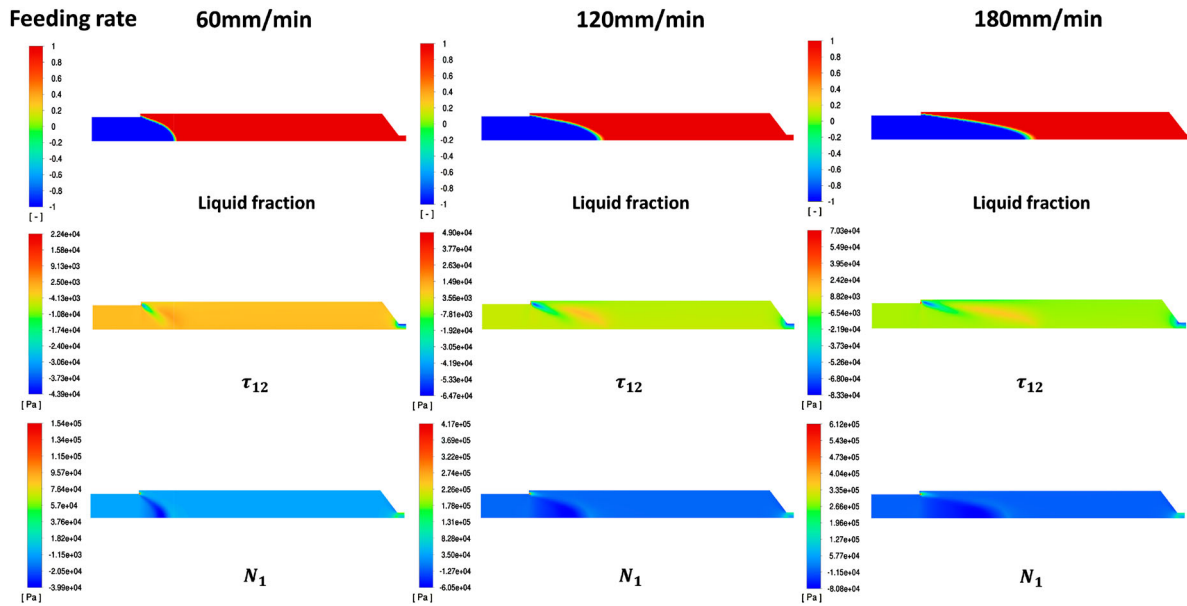 Feeding rate 60mm/min 120mm/min 180mm/min
1 1 1
0.8 0.8 0.8
0.6 0.6 0.6
0.4 0.4 0.4
0.2 0.2 0.2
0 0 0
-0.2 -0.2 -0.2
-0.4 -0.4 -0.4
-0.6 -0.6 -0.6
-0.8 -0.8 -0.8
-1 -1 -1
[ - ] [ - ] [ - ]
Liquid fraction Liquid fraction Liquid fraction
2.24e+04 4.90e+04 7.03e+04
1.58e+04 3.77e+04 5.49e+04
9.13e+03 2.63e+04 3.95e+04
2.50e+03 1.49e+04 2.42e+04
-4.13e+03 3.56e+03 8.82e+03
-1.08e+04 -7.81e+03 -6.54e+03
-1.74e+04 -1.92e+04 -2.19e+04
-2.40e+04 -3.05e+04 -3.73e+04
-3.06e+04 -4.19e+04 -5.26e+04
-3.73e+04 -5.33e+04 -6.80e+04
-4.39e+04 -6.47e+04 -8.33e+04
[ Pa ] [ Pa ] [ Pa ]
τ12 τ12 τ12
1.54e+05 4.17e+05 6.12e+05
1.34e+05 3.69e+05 5.43e+05
1.15e+05 3.22e+05 4.73e+05
9.57e+04 2.74e+05 4.04e+05
7.64e+04 2.26e+05 3.35e+05
5.7e+04 1.78e+05 2.66e+05
3.76e+04 1.31e+05 1.96e+05
1.82e+04 8.29e+04 1.27e+05
-1.15e+03 3.5e+04 5.77e+04
-2.05e+04 -1.27e+04 -1.15e+04
-3.99e+04 -6.05e+04 -8.08e+04
[ Pa ] [ Pa ] [ Pa ]
N1 N1 N1